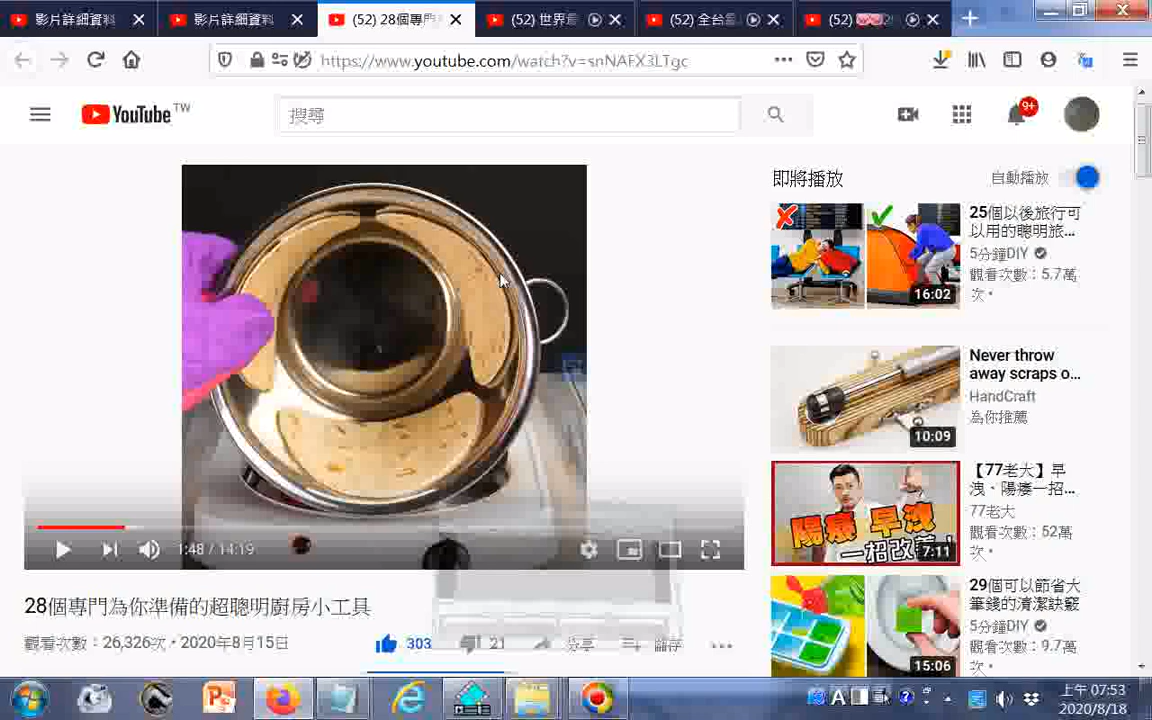 影片詳細資料
影片詳細資料
(52) 28個專門
(52) 世界
(52) 全台
(52)
https://www.youtube.com/watch?v=snNAFX3LTgc
YouTube TW
搜尋
9+
即將播放
自動播放
25個以後旅行可
以用的聰明旅...
5分鐘DIY
觀看次數：5.7萬
次・
16:02
Never throw
away scraps o...
HandCraft
為你推薦
10:09
【77老大】早
洩、陽痿一招...
77老大
觀看次數：52萬
次・
陽痿 早洩
一招改善!
7:11
29個可以節省大
筆錢的清潔訣竅
5分鐘DIY
觀看次數：9.7萬
次・
15:06
1:48 / 14:19
28個專門為你準備的超聰明廚房小工具
觀看次數：26,326次・2020年8月15日
303
21
分享
儲存
A
上午 07:53
2020/8/18